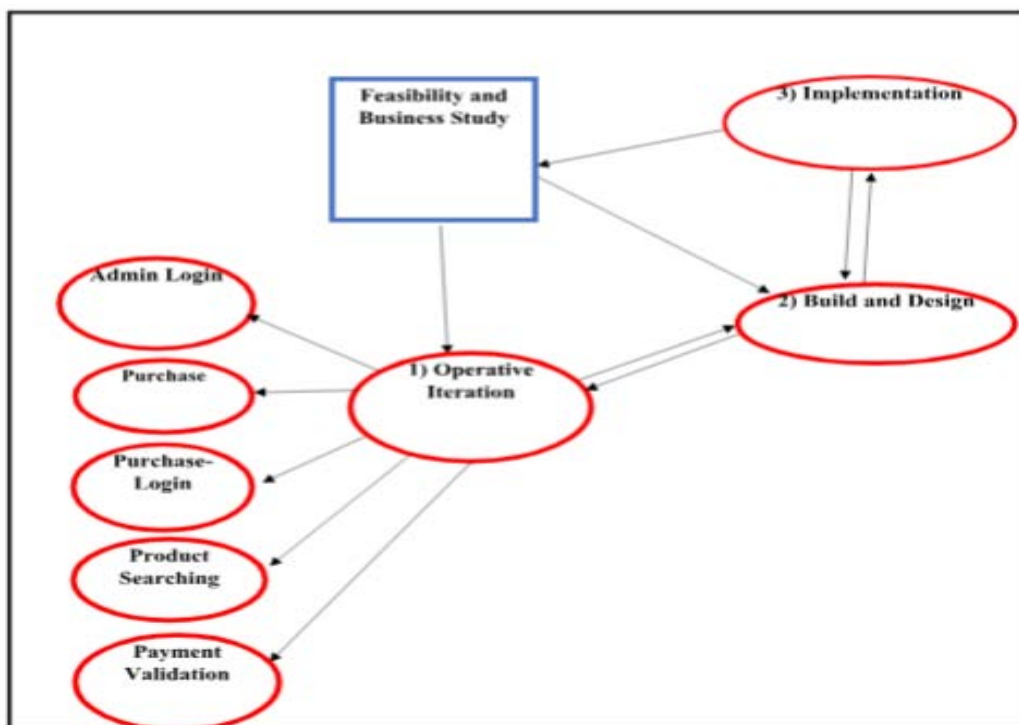 Feasibility and
Business Study
3) Implementation
Admin Login
2) Build and Design
Purchase
1) Operative
Iteration
Purchase-
Login
Product
Searching
Payment
Validation